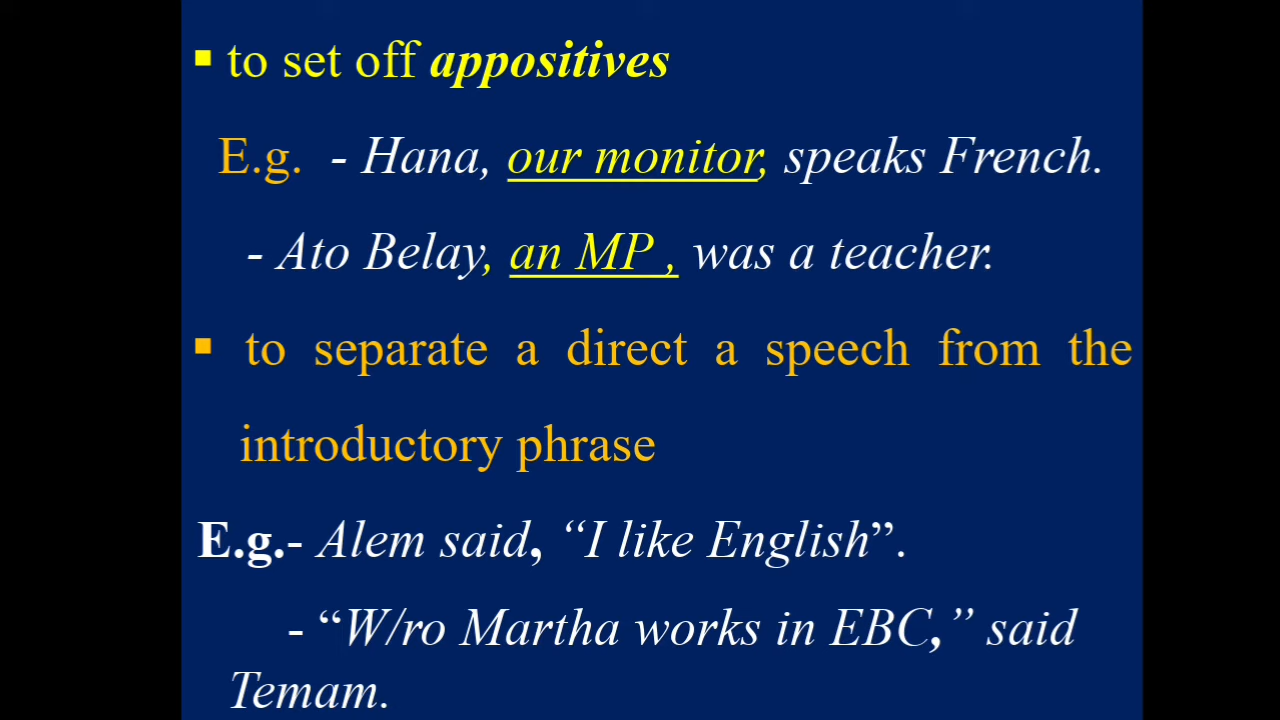 ▪ to set off appositives
E.g. - Hana, our monitor, speaks French.
- Ato Belay, an MP , was a teacher.
▪ to separate a direct a speech from the
introductory phrase
E.g.- Alem said, “I like English”.
- “W/ro Martha works in EBC,” said
Temam.